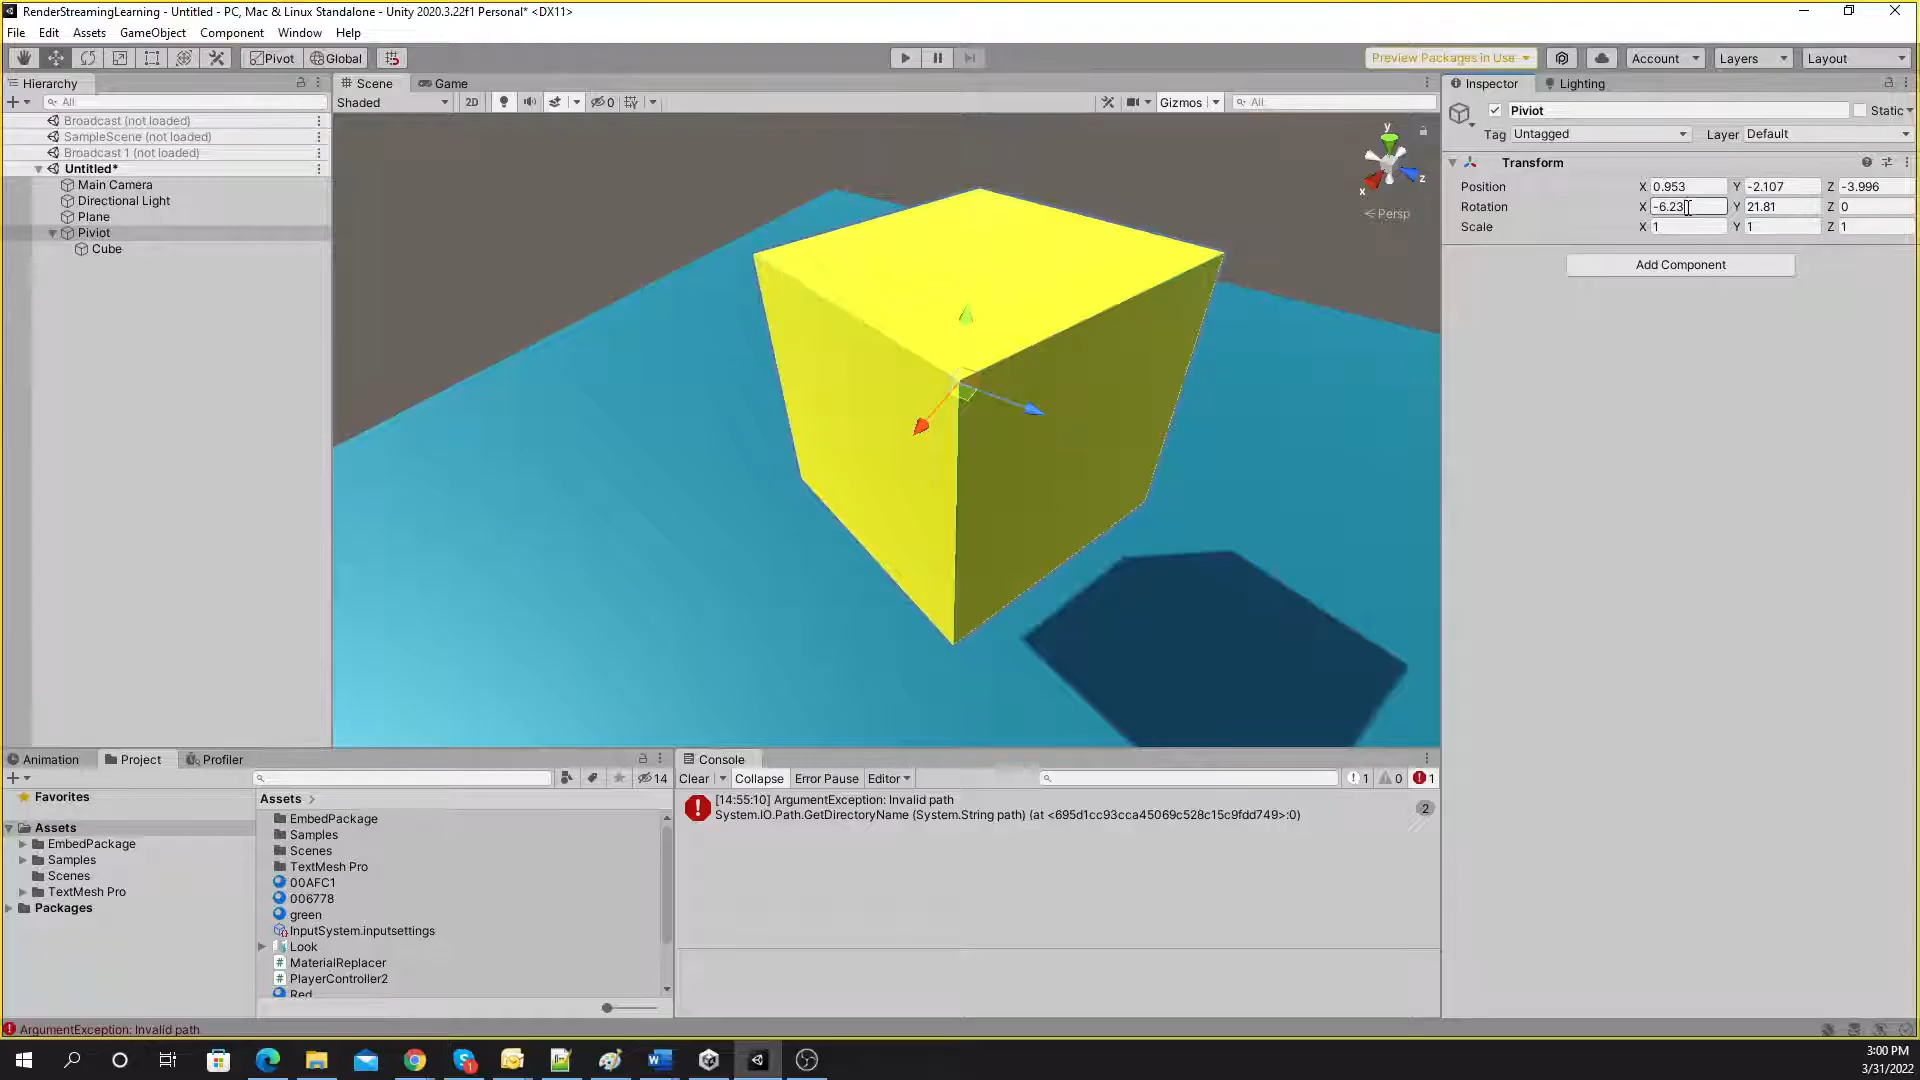 RenderStreamingLearning - Untitled - PC, Mac & Linux Standalone - Unity 2020.3.22f1 Personal* <DX11>
File Edit Assets GameObject Component Window Help
Pivot Global Preview Packages in Use Account Layers Layout
Hierarchy
All
Broadcast (not loaded)
SampleScene (not loaded)
Broadcast 1 (not loaded)
Untitled*
Main Camera
Directional Light
Plane
Piviot
Cube
Scene Game
Shaded 2D 0 Gizmos All
y
x z
Persp
Inspector Lighting
Piviot Static
Tag Untagged Layer Default
Transform
Position X 0.953 Y -2.107 Z -3.996
Rotation X -6.23 Y 21.81 Z 0
Scale X 1 Y 1 Z 1
Add Component
Animation Project Profiler
14
Favorites
Assets
EmbedPackage
Samples
Scenes
TextMesh Pro
Packages
Assets
EmbedPackage
Samples
Scenes
TextMesh Pro
00AFC1
006778
green
InputSystem.inputsettings
Look
MaterialReplacer
PlayerController2
Red
Console
Clear Collapse Error Pause Editor 1 0 1
[14:55:10] ArgumentException: Invalid path
System.IO.Path.GetDirectoryName (System.String path) (at <695d1cc93cca45069c528c15c9fdd749>:0)
2
ArgumentException: Invalid path
3:00 PM
3/31/2022